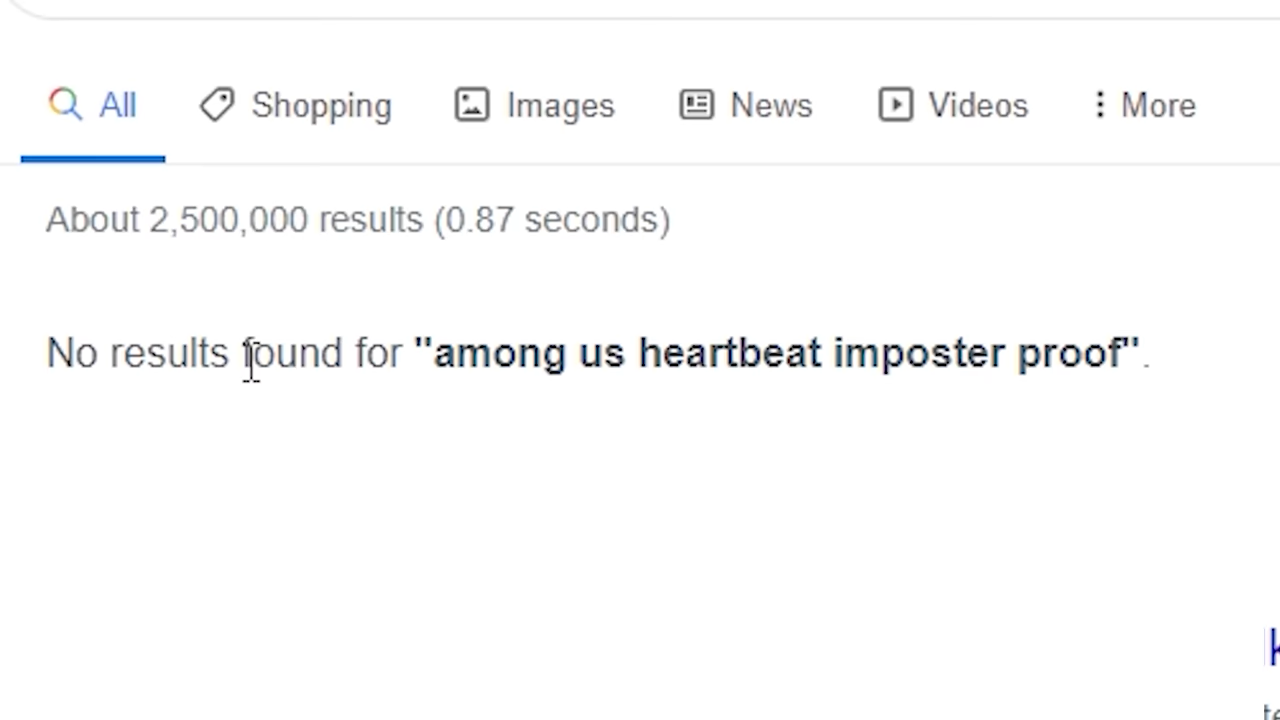 All Shopping Images News Videos More
About 2,500,000 results (0.87 seconds)
No results found for "among us heartbeat imposter proof".